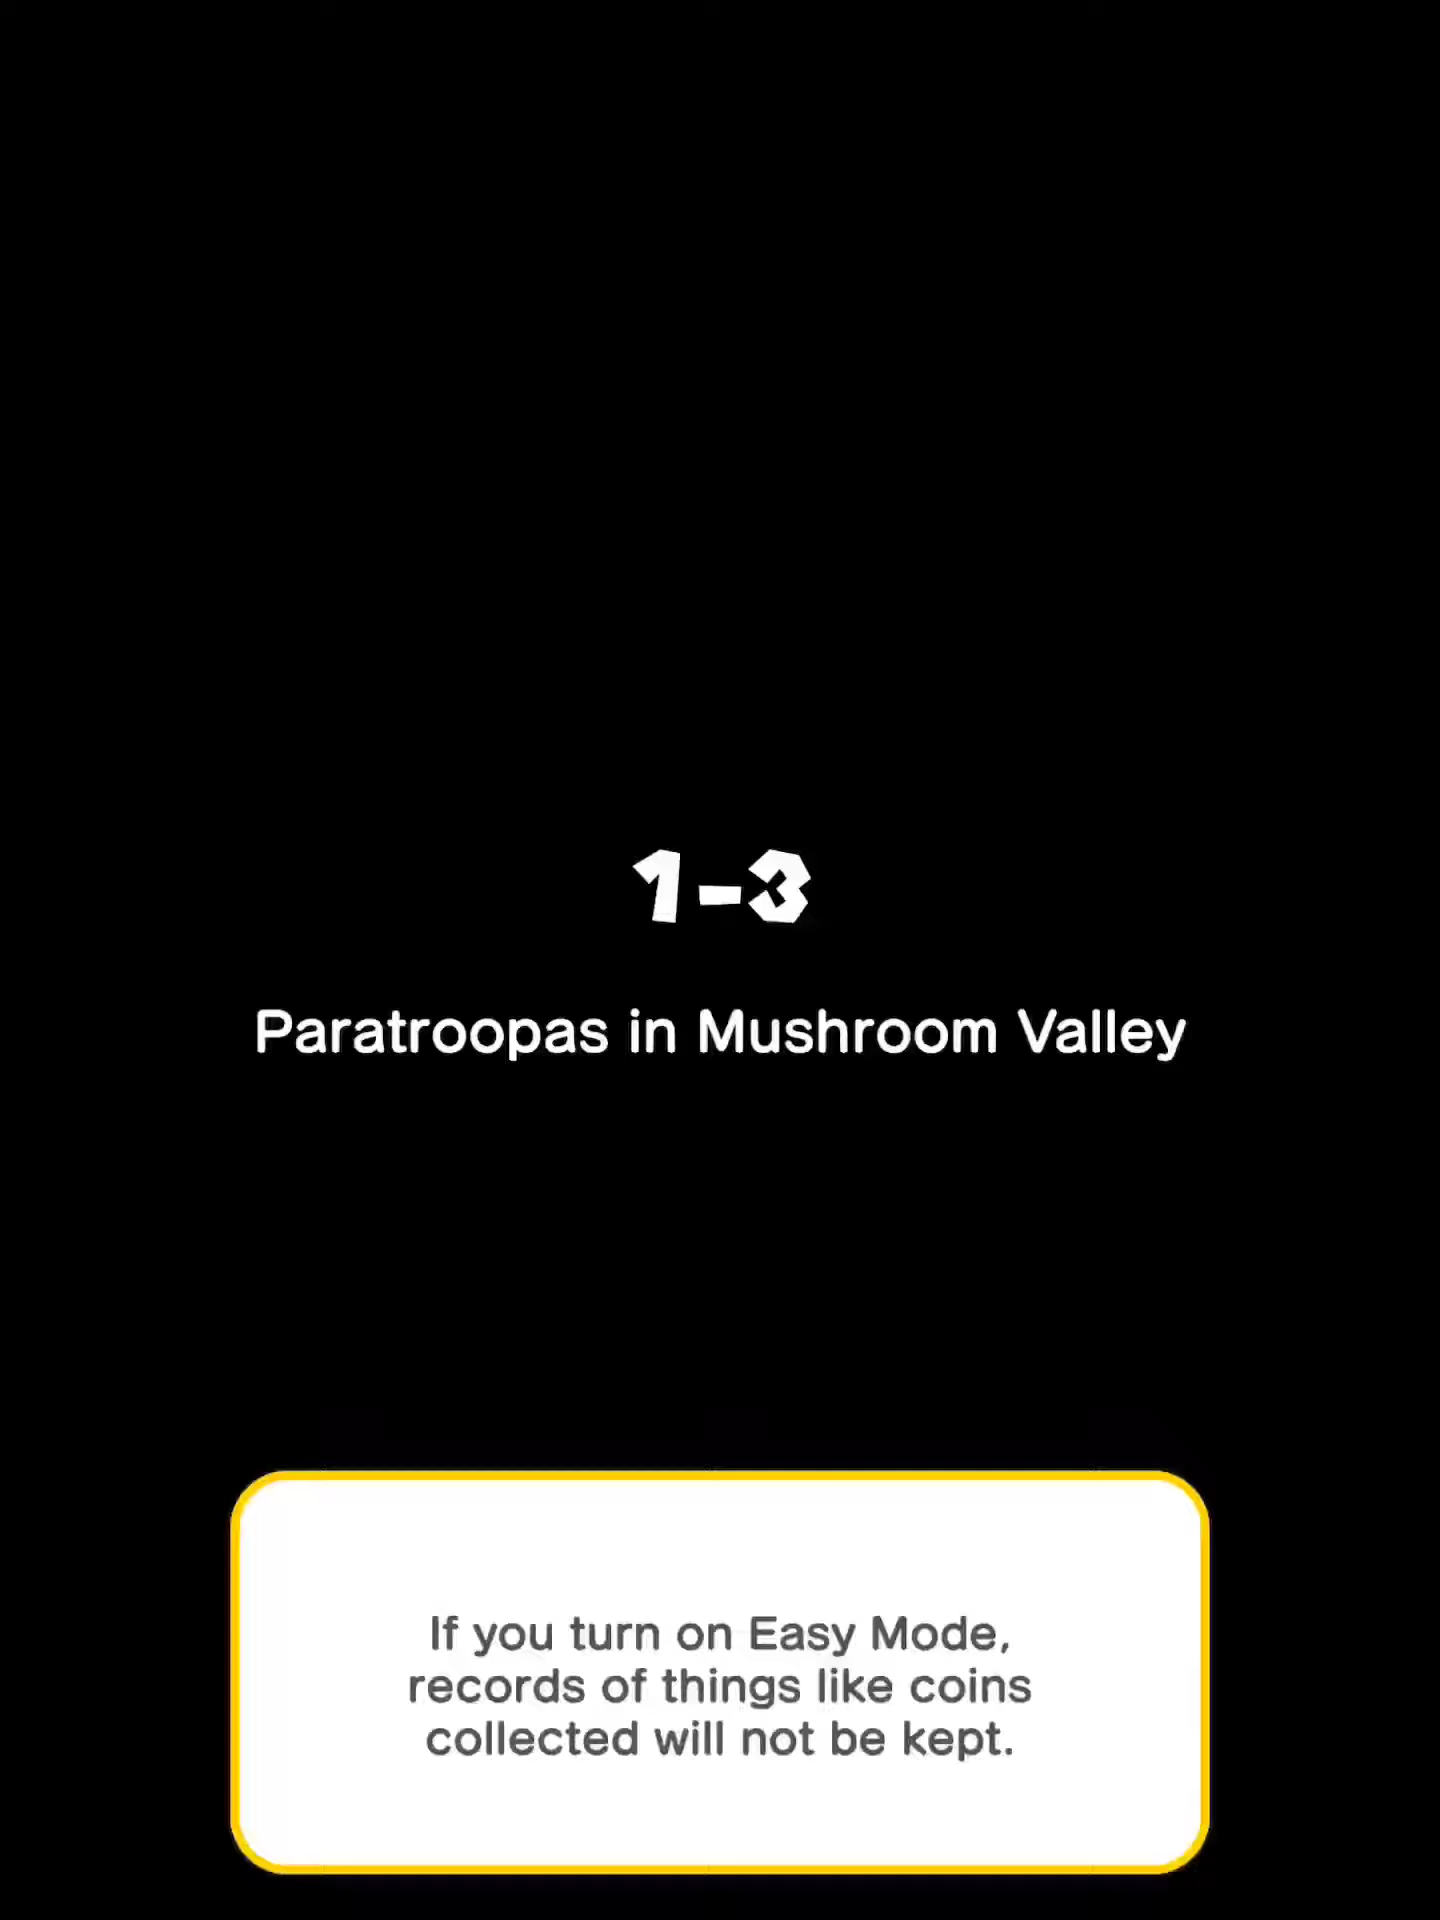 1-3
Paratroopas in Mushroom Valley
If you turn on Easy Mode,
records of things like coins
collected will not be kept.